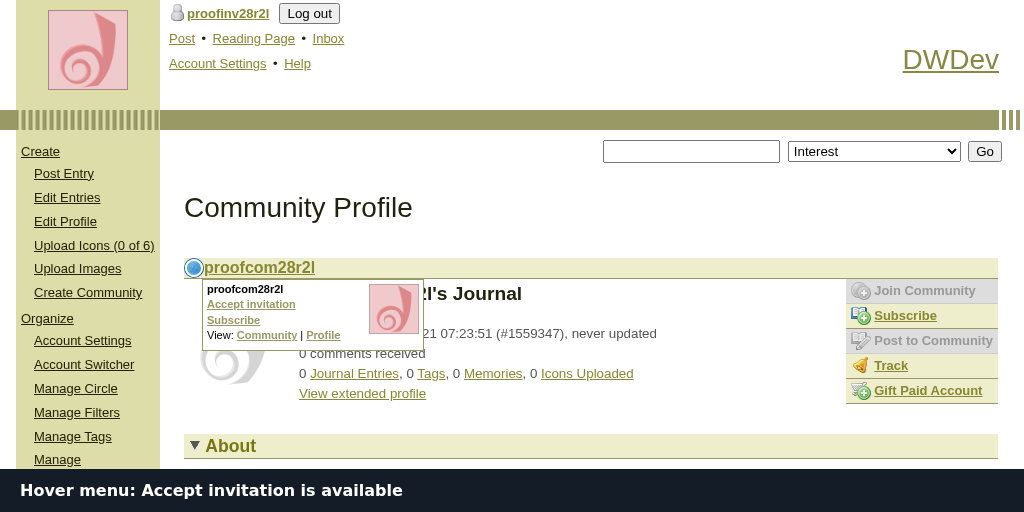 proofinv28r2l Log out
Post • Reading Page • Inbox
Account Settings • Help
DWDev
Interest Go
Create
Post Entry
Edit Entries
Edit Profile
Upload Icons (0 of 6)
Upload Images
Create Community
Organize
Account Settings
Account Switcher
Manage Circle
Manage Filters
Manage Tags
Manage
Community Profile
proofcom28r2l
proofcom28r2l
Accept invitation
Subscribe
View: Community | Profile
2l's Journal
21 07:23:51 (#1559347), never updated
0 comments received
0 Journal Entries, 0 Tags, 0 Memories, 0 Icons Uploaded
View extended profile
Join Community
Subscribe
Post to Community
Track
Gift Paid Account
About
Hover menu: Accept invitation is available